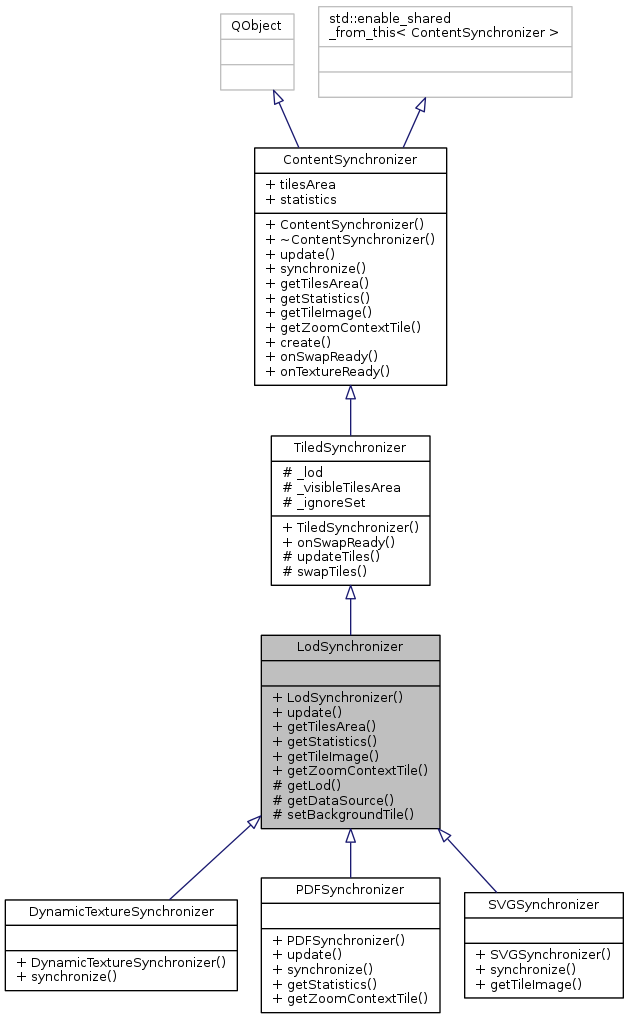 QObject
std::enable_shared
_from_this< ContentSynchronizer >
ContentSynchronizer
+ tilesArea
+ statistics
+ ContentSynchronizer()
+ ~ContentSynchronizer()
+ update()
+ synchronize()
+ getTilesArea()
+ getStatistics()
+ getTileImage()
+ getZoomContextTile()
+ create()
+ onSwapReady()
+ onTextureReady()
TiledSynchronizer
# _lod
# _visibleTilesArea
# _ignoreSet
+ TiledSynchronizer()
+ onSwapReady()
# updateTiles()
# swapTiles()
LodSynchronizer
+ LodSynchronizer()
+ update()
+ getTilesArea()
+ getStatistics()
+ getTileImage()
+ getZoomContextTile()
# getLod()
# getDataSource()
# setBackgroundTile()
DynamicTextureSynchronizer
+ DynamicTextureSynchronizer()
+ synchronize()
PDFSynchronizer
+ PDFSynchronizer()
+ update()
+ synchronize()
+ getStatistics()
+ getZoomContextTile()
SVGSynchronizer
+ SVGSynchronizer()
+ synchronize()
+ getTileImage()